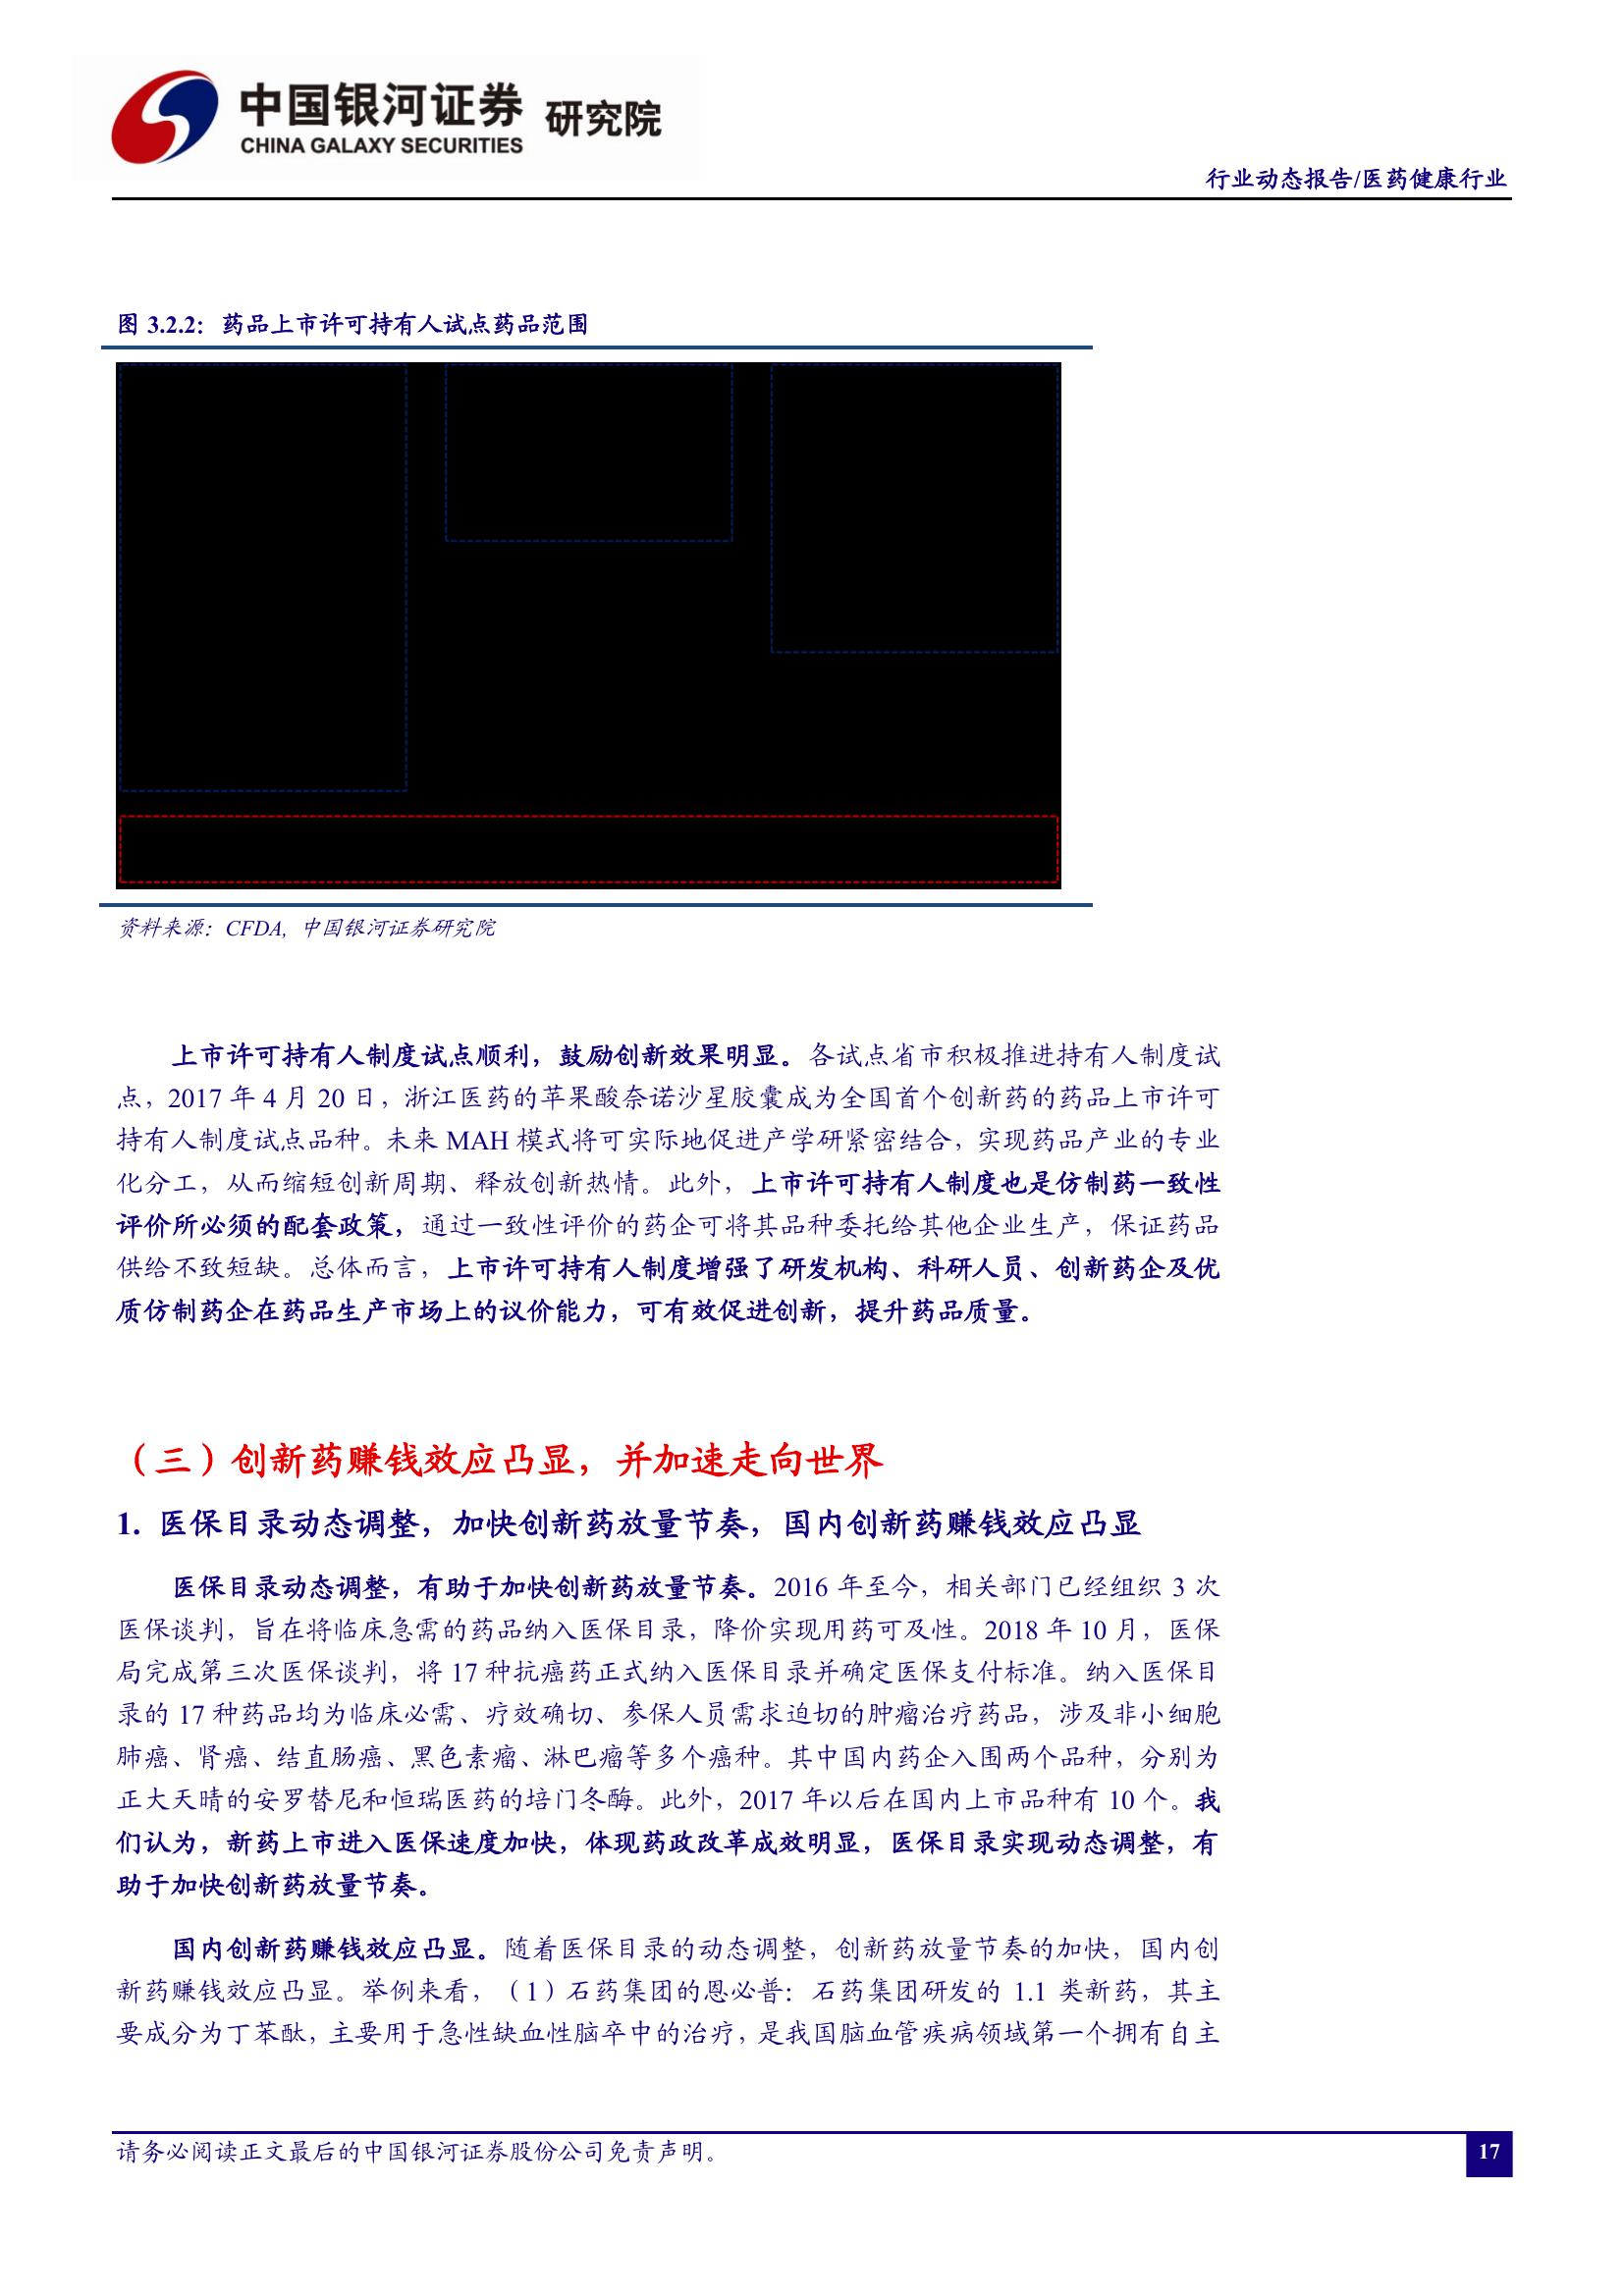 中国银河证券 研究院
CHINA GALAXY SECURITIES
行业动态报告/医药健康行业
图 3.2.2：药品上市许可持有人试点药品范围
资料来源：CFDA, 中国银河证券研究院
上市许可持有人制度试点顺利，鼓励创新效果明显。各试点省市积极推进持有人制度试
点，2017 年 4 月 20 日，浙江医药的苹果酸奈诺沙星胶囊成为全国首个创新药的药品上市许可
持有人制度试点品种。未来 MAH 模式将可实际地促进产学研紧密结合，实现药品产业的专业
化分工，从而缩短创新周期、释放创新热情。此外，上市许可持有人制度也是仿制药一致性
评价所必须的配套政策，通过一致性评价的药企可将其品种委托给其他企业生产，保证药品
供给不致短缺。总体而言，上市许可持有人制度增强了研发机构、科研人员、创新药企及优
质仿制药企在药品生产市场上的议价能力，可有效促进创新，提升药品质量。
（三）创新药赚钱效应凸显，并加速走向世界
1. 医保目录动态调整，加快创新药放量节奏，国内创新药赚钱效应凸显
医保目录动态调整，有助于加快创新药放量节奏。2016 年至今，相关部门已经组织 3 次
医保谈判，旨在将临床急需的药品纳入医保目录，降价实现用药可及性。2018 年 10 月，医保
局完成第三次医保谈判，将 17 种抗癌药正式纳入医保目录并确定医保支付标准。纳入医保目
录的 17 种药品均为临床必需、疗效确切、参保人员需求迫切的肿瘤治疗药品，涉及非小细胞
肺癌、肾癌、结直肠癌、黑色素瘤、淋巴瘤等多个癌种。其中国内药企入围两个品种，分别为
正大天晴的安罗替尼和恒瑞医药的培门冬酶。此外，2017 年以后在国内上市品种有 10 个。我
们认为，新药上市进入医保速度加快，体现药政改革成效明显，医保目录实现动态调整，有
助于加快创新药放量节奏。
国内创新药赚钱效应凸显。随着医保目录的动态调整，创新药放量节奏的加快，国内创
新药赚钱效应凸显。举例来看，（1）石药集团的恩必普：石药集团研发的 1.1 类新药，其主
要成分为丁苯酞，主要用于急性缺血性脑卒中的治疗，是我国脑血管疾病领域第一个拥有自主
请务必阅读正文最后的中国银河证券股份公司免责声明。
17